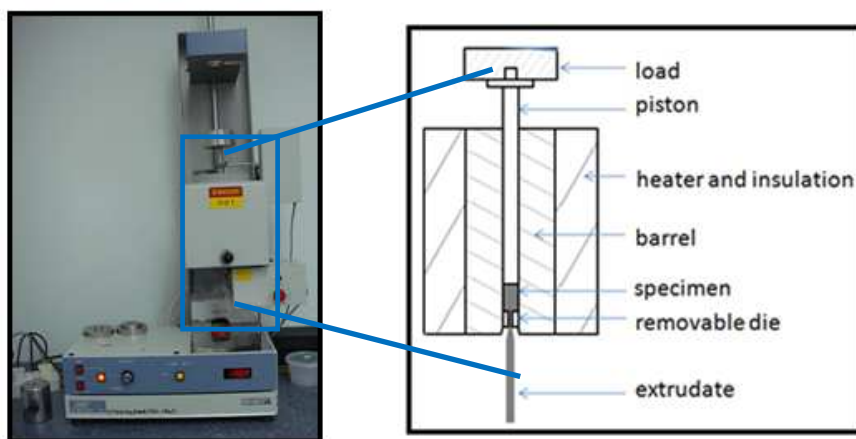 load
piston
heater and insulation
barrel
specimen
removable die
extrudate